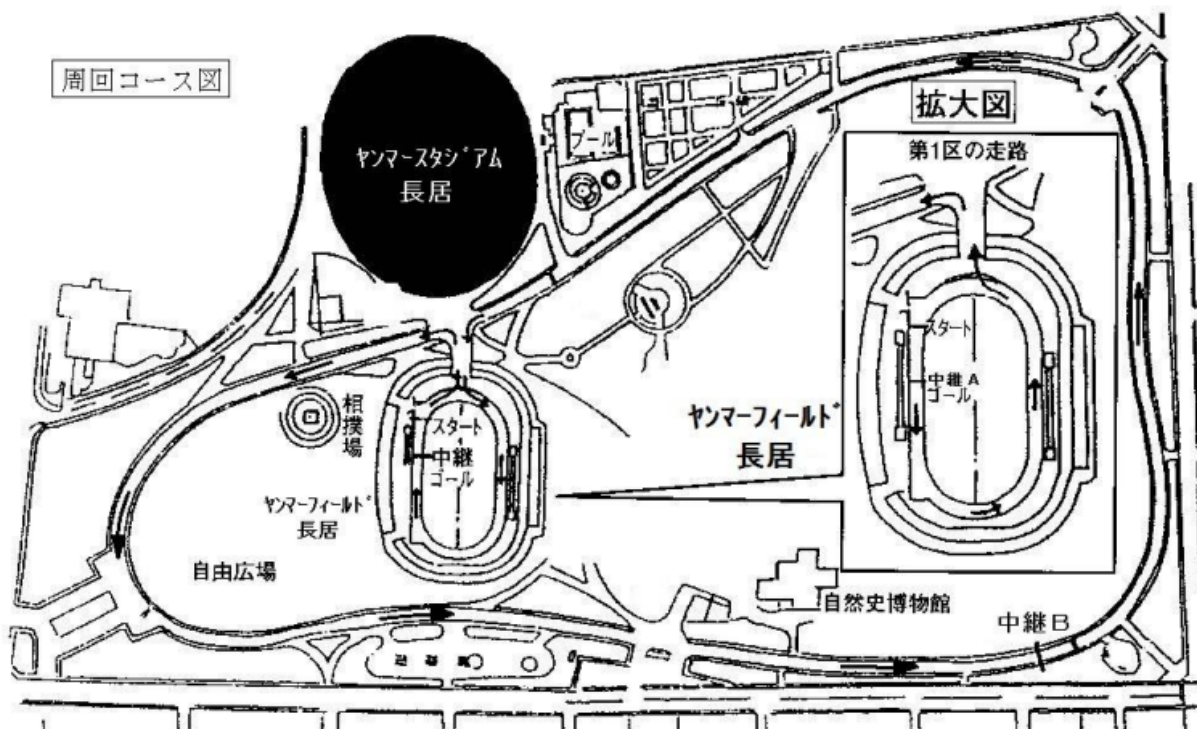 周回コース図
ヤンマースタジアム
長居
プール
拡大図
第1区の走路
スタート
中継A
ゴール
ヤンマーフィールド
長居
相撲場
スタート
中継
ゴール
ヤンマーフィールド
長居
自由広場
自然史博物館
中継B